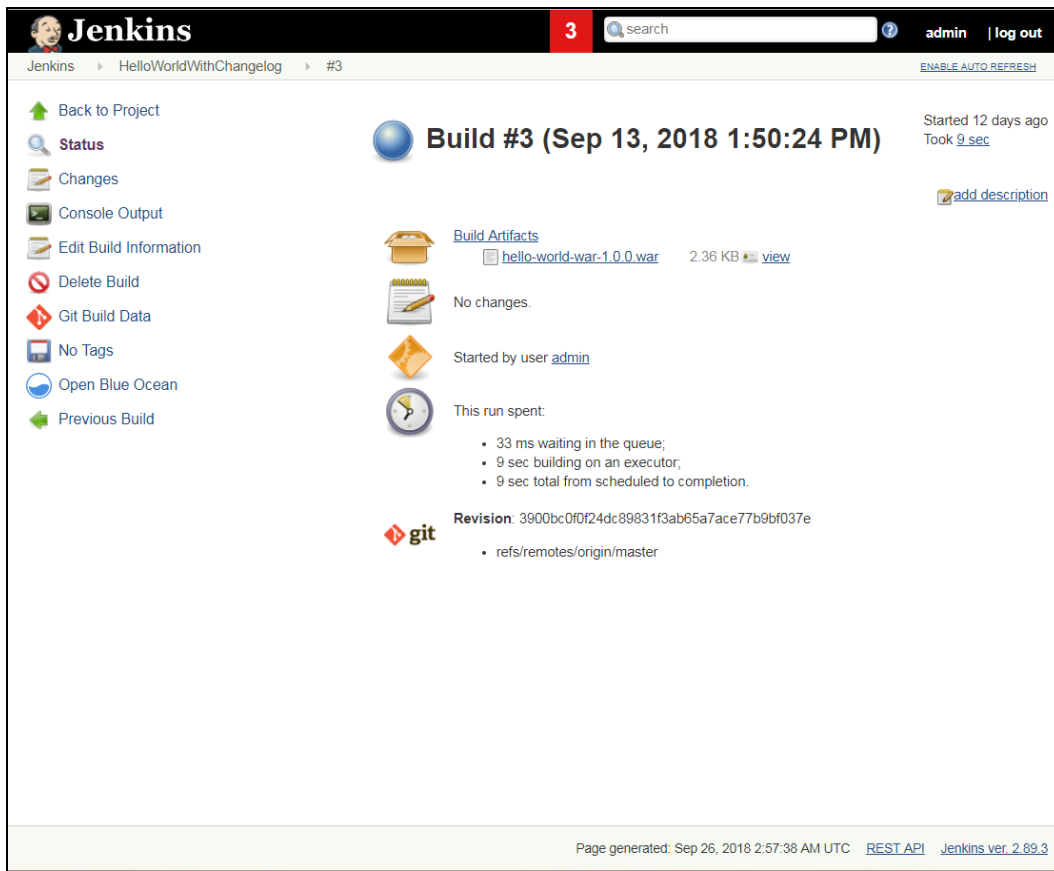 Jenkins
3
search
admin | log out
Jenkins HelloWorldWithChangelog #3
ENABLE AUTO REFRESH
Back to Project
Status
Changes
Console Output
Edit Build Information
Delete Build
Git Build Data
No Tags
Open Blue Ocean
Previous Build
Build #3 (Sep 13, 2018 1:50:24 PM)
Started 12 days ago
Took 9 sec
add description
Build Artifacts
hello-world-war-1.0.0.war 2.36 KB view
No changes.
Started by user admin
This run spent:
• 33 ms waiting in the queue;
• 9 sec building on an executor;
• 9 sec total from scheduled to completion.
git
Revision: 3900bc0f0f24dc89831f3ab65a7ace77b9bf037e
• refs/remotes/origin/master
Page generated: Sep 26, 2018 2:57:38 AM UTC REST API Jenkins ver. 2.89.3